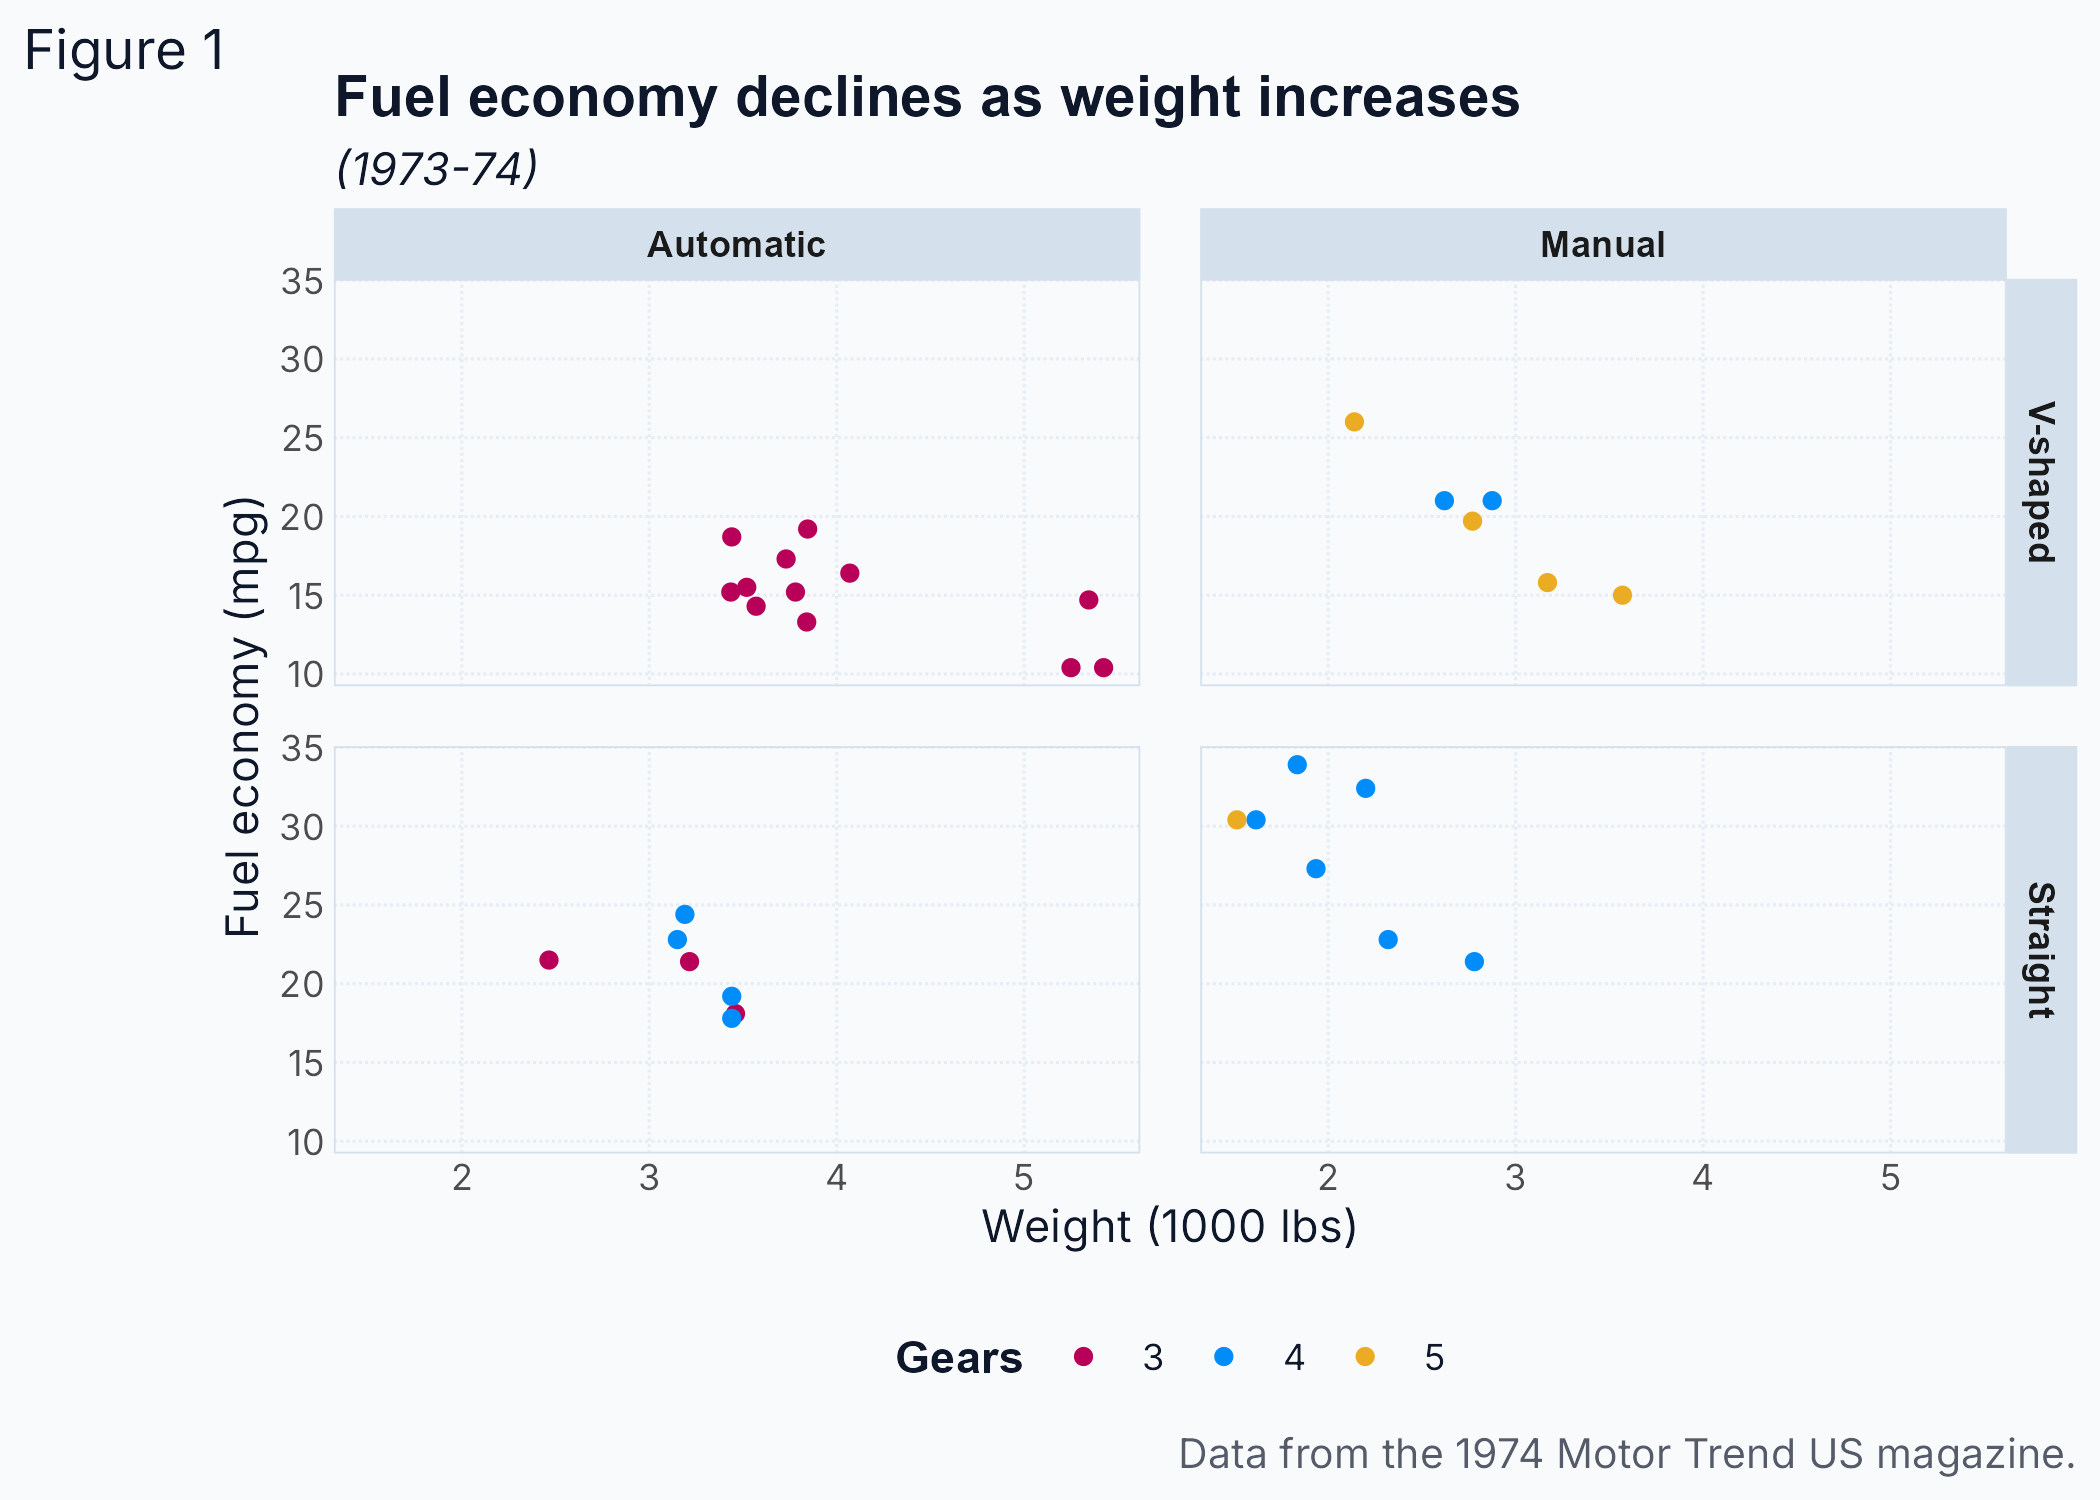 Figure 1
Fuel economy declines as weight increases
(1973-74)
Automatic
Manual
V-shaped
Straight
Fuel economy (mpg)
35
30
25
20
15
10
35
30
25
20
15
10
2 3 4 5
2 3 4 5
Weight (1000 lbs)
Gears 3 4 5
Data from the 1974 Motor Trend US magazine.